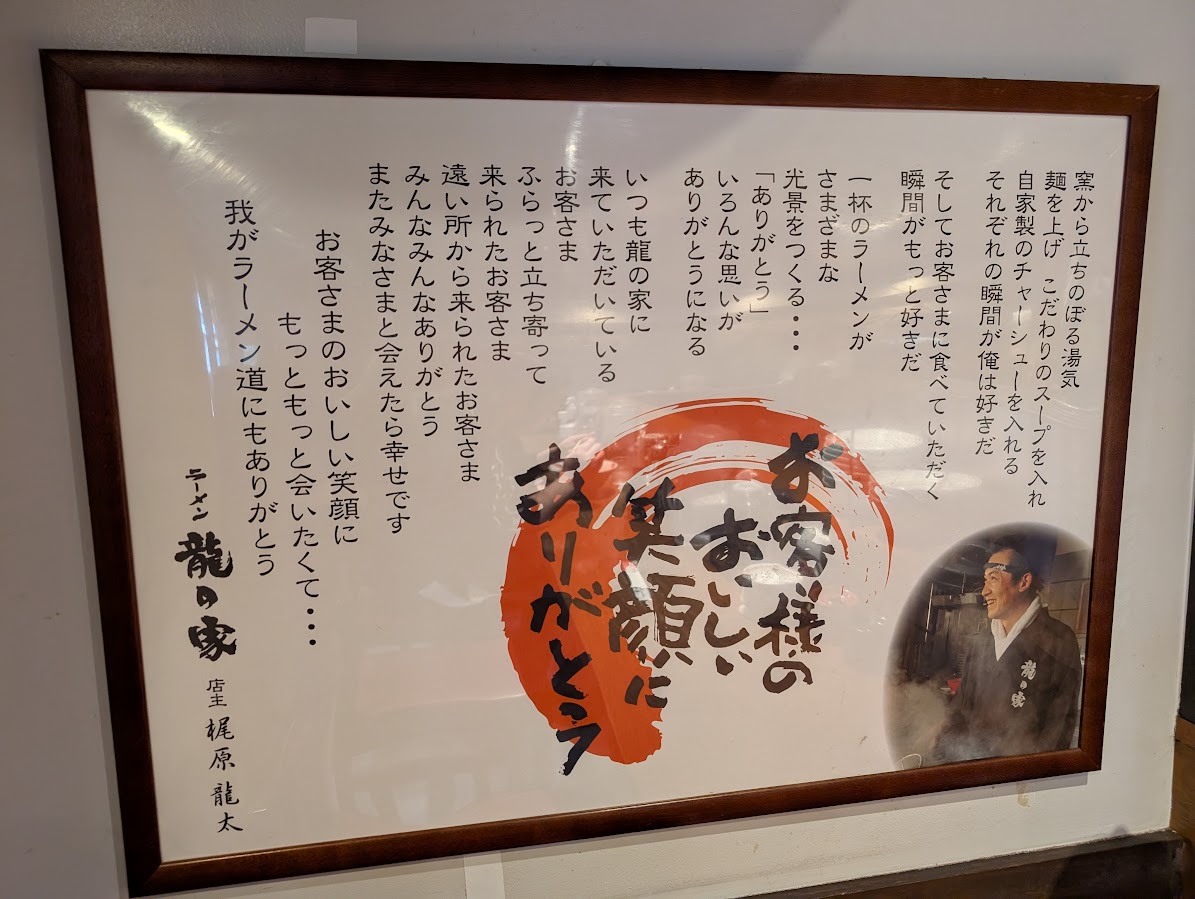 窯から立ちのぼる湯気
麺を上げ こだわりのスープを入れ
自家製のチャーシューを入れる
それぞれの瞬間が俺は好きだ
そしてお客さまに食べていただく
瞬間がもっと好きだ
一杯のラーメンが
さまざまな
光景をつくる・・・
「ありがとう」
いろんな思いが
ありがとうになる
いつも龍の家に
来ていただいている
お客さま
ふらっと立ち寄って
来られたお客さま
遠い所から来られたお客さま
みんなみんなありがとう
またみなさまと会えたら幸せです
お客さまのおいしい笑顔に
もっともっと会いたくて・・・
我がラーメン道にもありがとう
ラーメン 龍の家 店主 梶原 龍太
お客様の
おいしい
笑顔に
ありがとう
龍の家